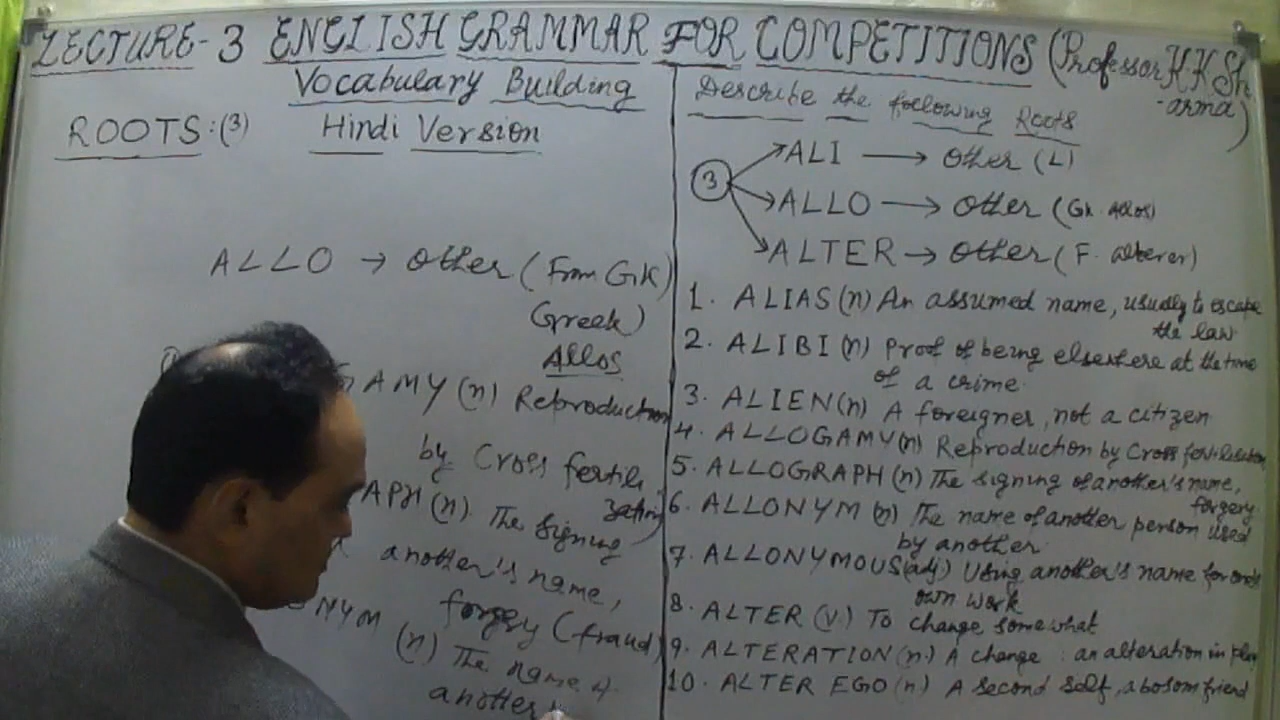 LECTURE-3 ENGLISH GRAMMAR FOR COMPETITIONS (Professor K.K.Sh
-arma)
Vocabulary Building
ROOTS:(3) Hindi Version
ALLO → Other (From GK
Greek)
Allos
AMY (n) Reproduction
by Cross fertili
zation)
APH (n). The signing
another's name,
forgery (fraud)
NYM
(n) The name of
another
Describe the following Roots
3
ALI → Other (L)
ALLO → Other (Gk. Allos)
ALTER → Other (F. alterer)
1. ALIAS (n) An assumed name, usually to escape
the law.
2. ALIBI (n) Proof of being elsewhere at the time
of a crime.
3. ALIEN (n) A foreigner, not a citizen
4. ALLOGAMY (n) Reproduction by Cross fertilisation
5. ALLOGRAPH (n) The signing of another's name,
forgery.
6. ALLONYM (n) The name of another person used
by another.
7. ALLONYMOUS (adj) Using another's name for one's
own work
8. ALTER (v.) To change somewhat
9. ALTERATION (n.) A change : an alteration in plan
10. ALTER EGO (n) A second self, a bosom friend